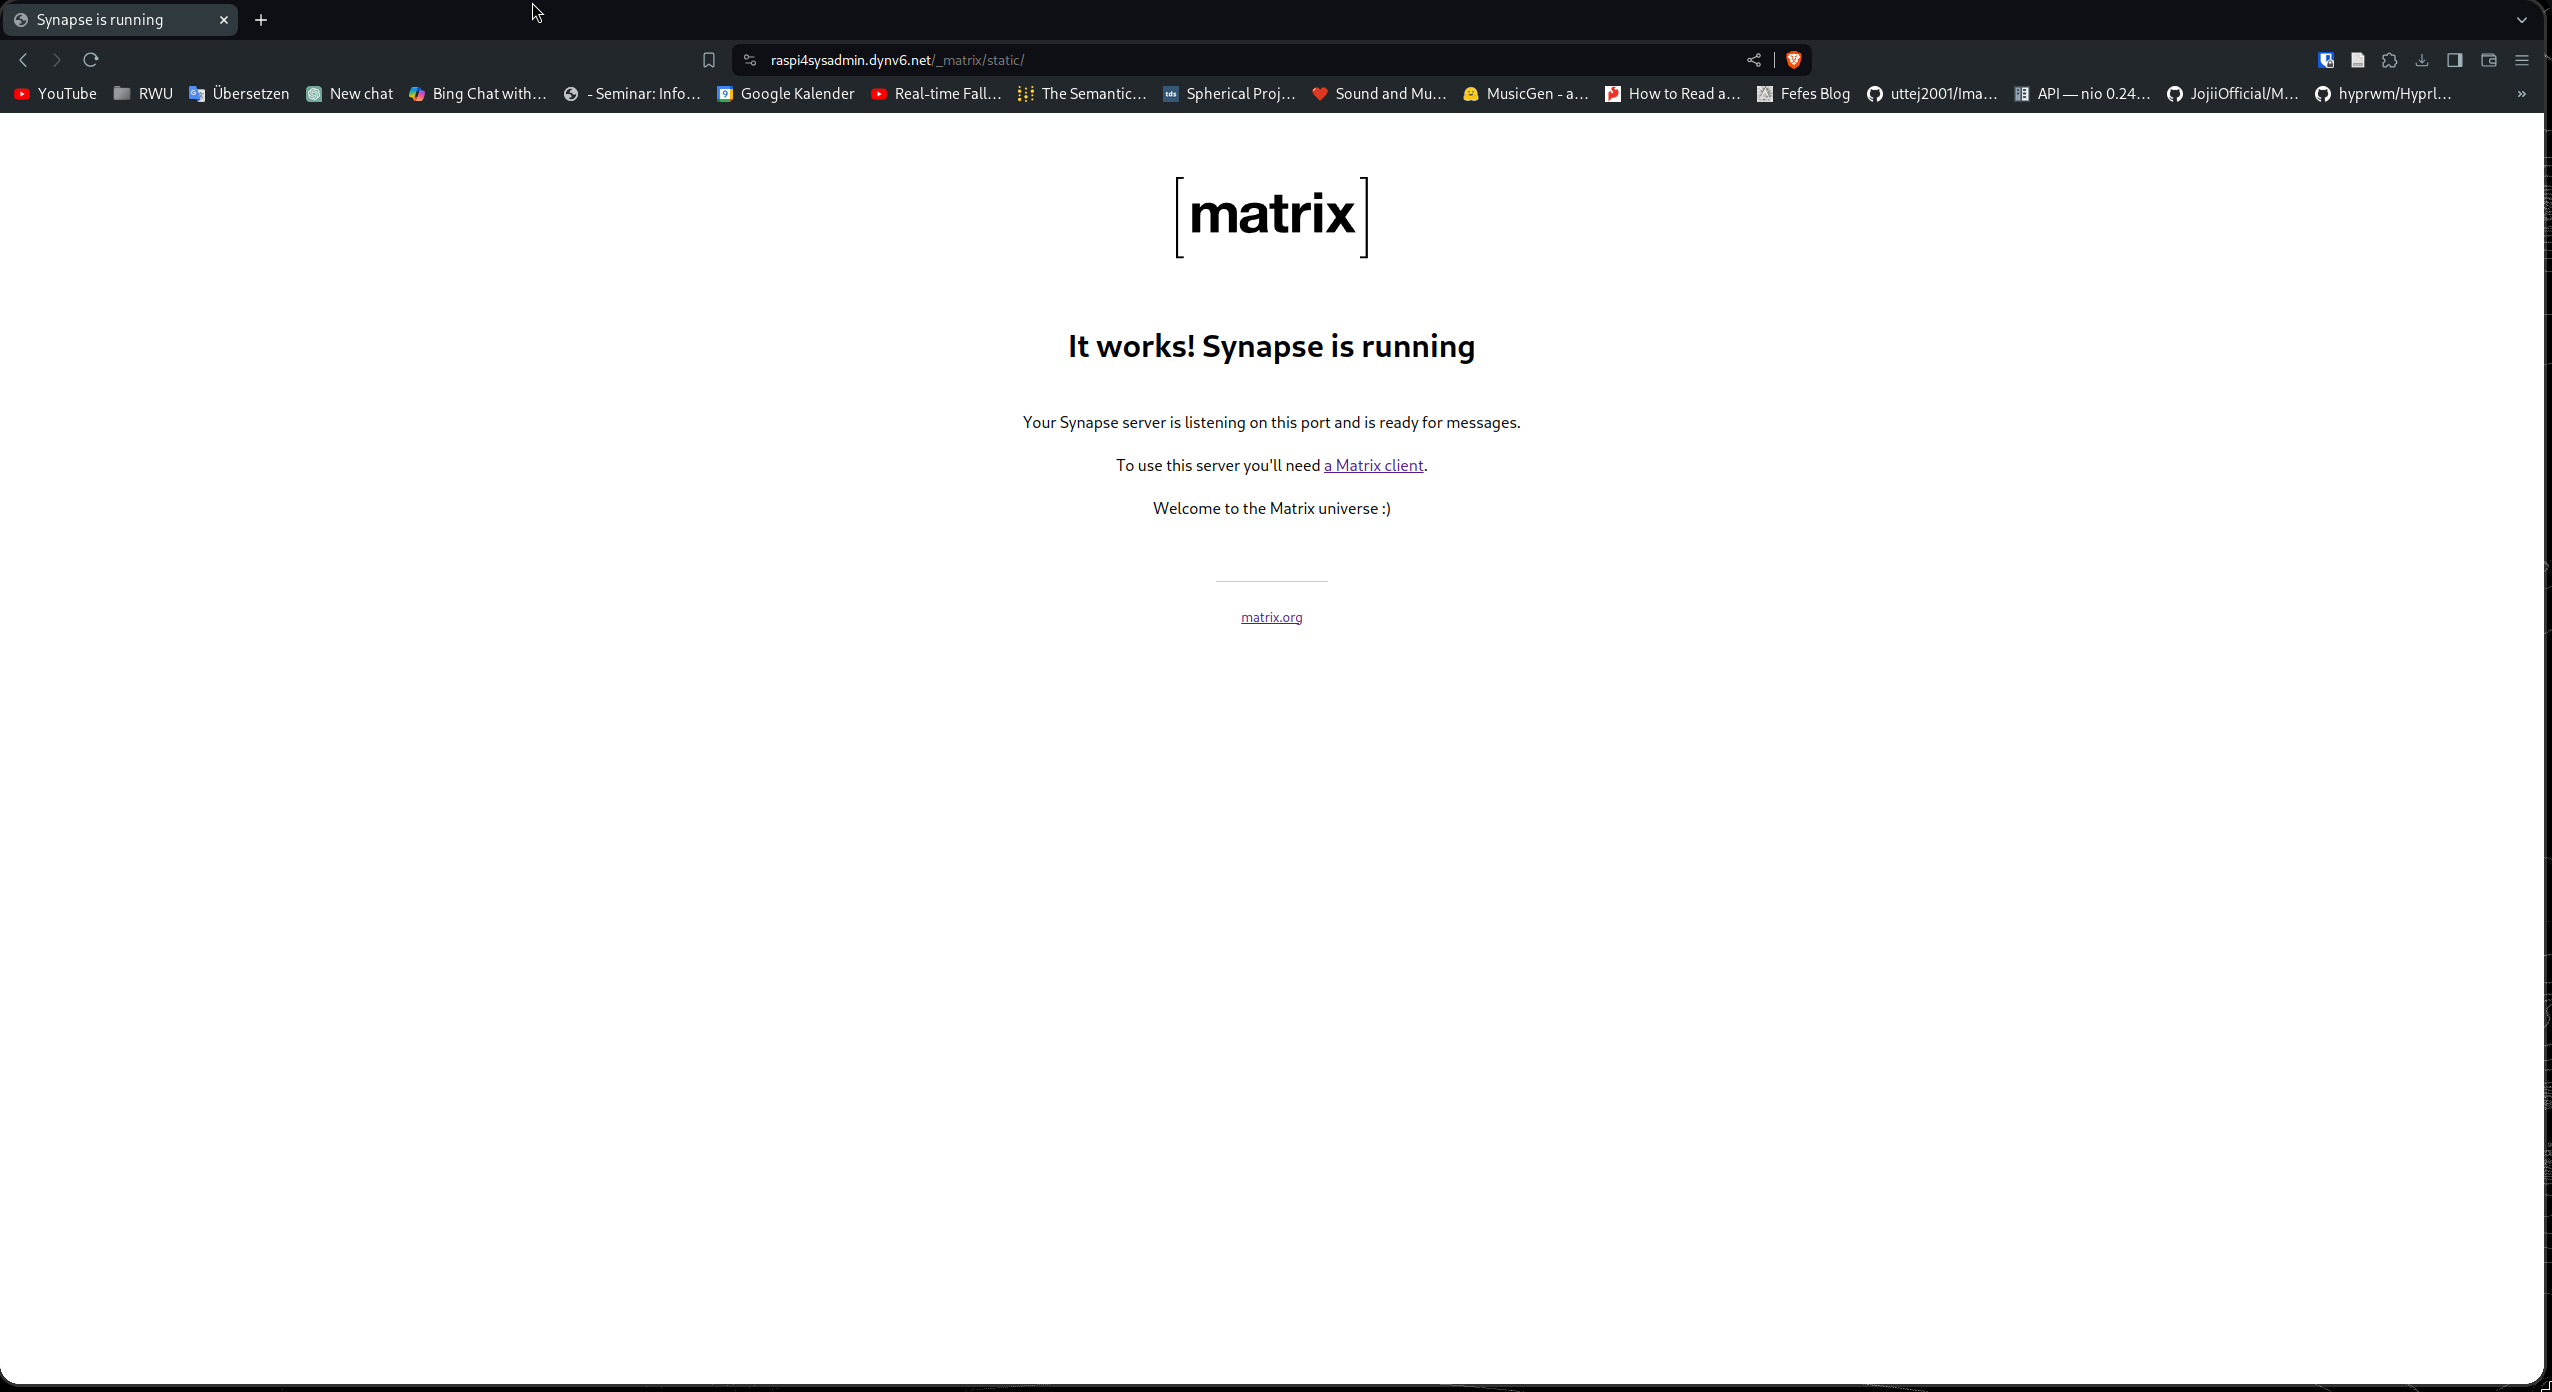 Synapse is running
raspi4sysadmin.dynv6.net/_matrix/static/
YouTube RWU Übersetzen New chat Bing Chat with... - Seminar: Info... Google Kalender Real-time Fall... The Semantic... Spherical Proj... Sound and Mu... MusicGen - a... How to Read a... Fefes Blog uttej2001/Ima... API — nio 0.24... JojiiOfficial/M... hyprwm/Hyprl... »
[matrix]
It works! Synapse is running
Your Synapse server is listening on this port and is ready for messages.
To use this server you'll need a Matrix client.
Welcome to the Matrix universe :)
matrix.org